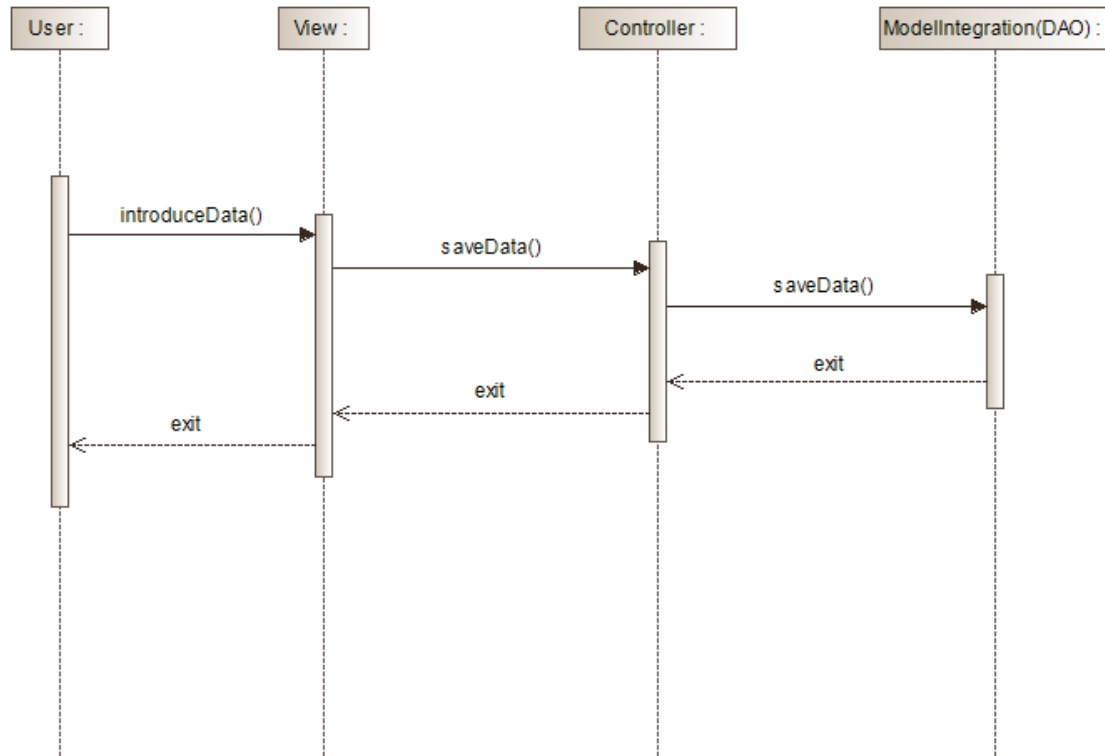 User :
View :
Controller :
ModelIntegration(DAO) :
introduceData()
saveData()
saveData()
exit
exit
exit